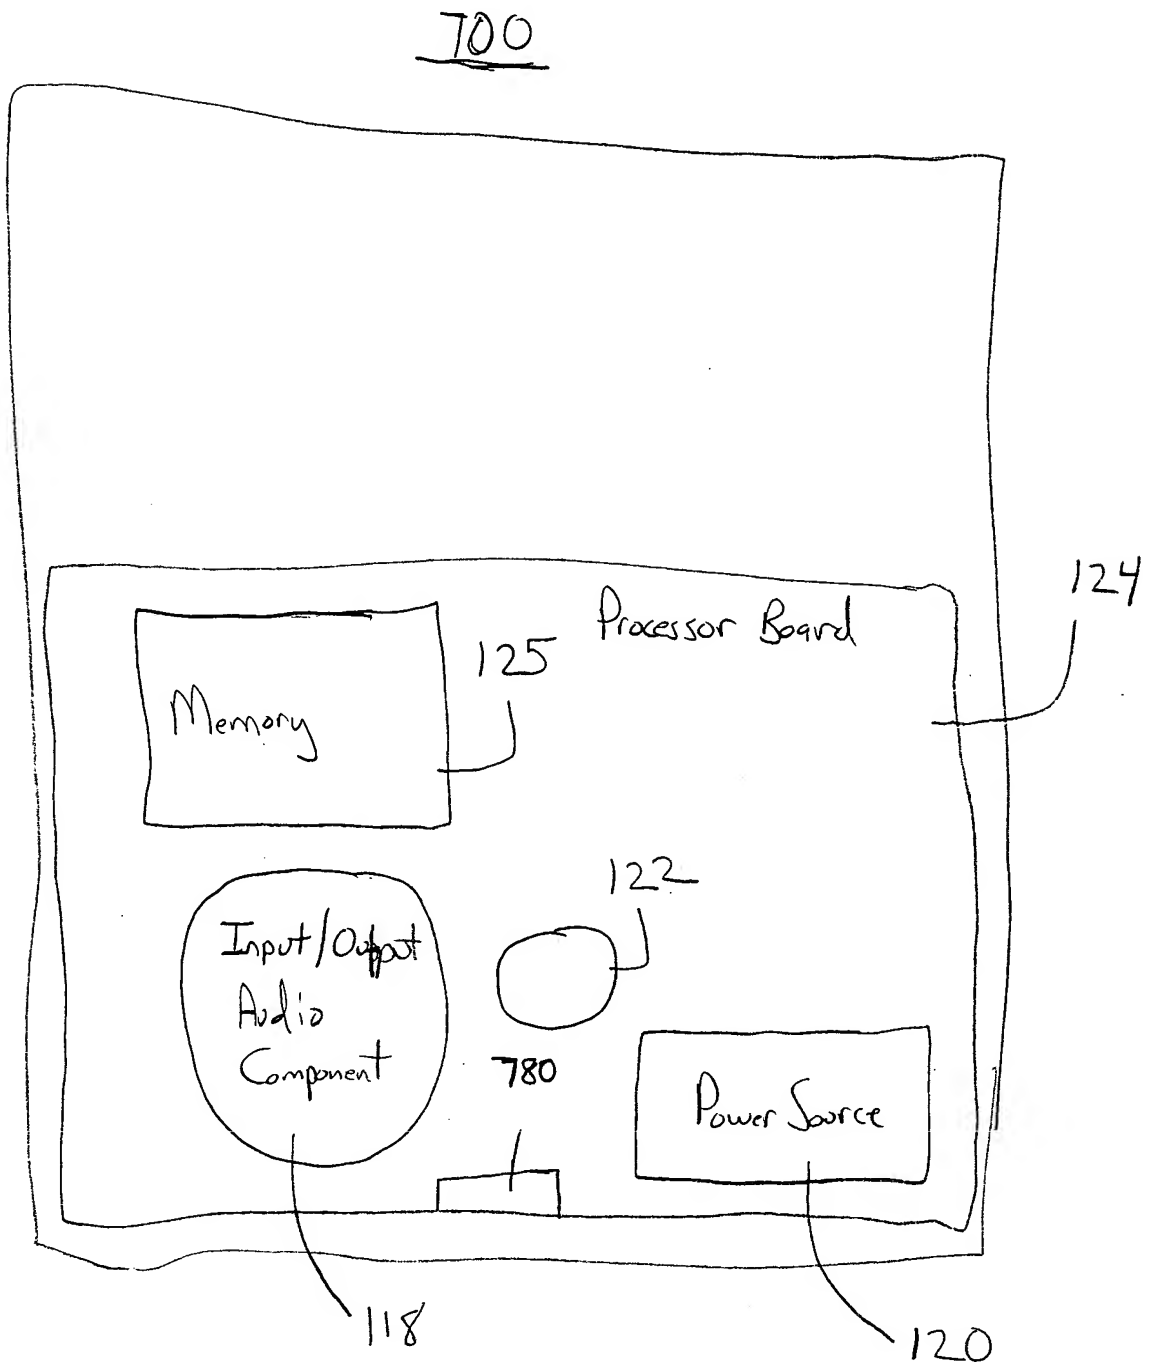 700
124
Processor Board
125
Memory
122
Input/Output
Audio
Component
780
Power Source
118
120